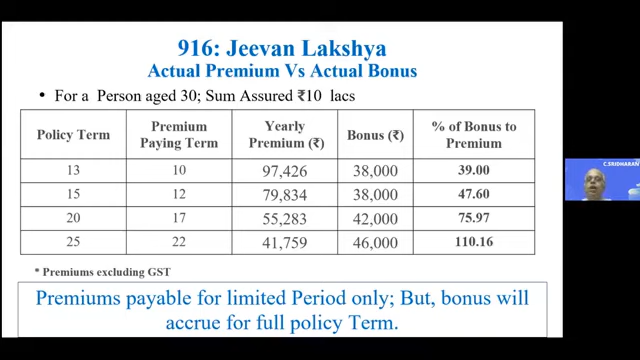 916: Jeevan Lakshya
Actual Premium Vs Actual Bonus
• For a Person aged 30; Sum Assured ₹10 lacs
Policy Term Premium Paying Term Yearly Premium (₹) Bonus (₹) % of Bonus to Premium
13 10 97,426 38,000 39.00
15 12 79,834 38,000 47.60
20 17 55,283 42,000 75.97
25 22 41,759 46,000 110.16
* Premiums excluding GST
Premiums payable for limited Period only; But, bonus will
accrue for full policy Term.
C.SRIDHARAN